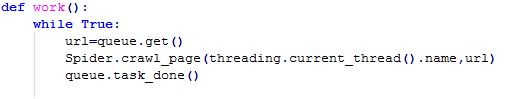 def work():
    while True:
        url=queue.get()
        Spider.crawl_page(threading.current_thread().name,url)
        queue.task_done()